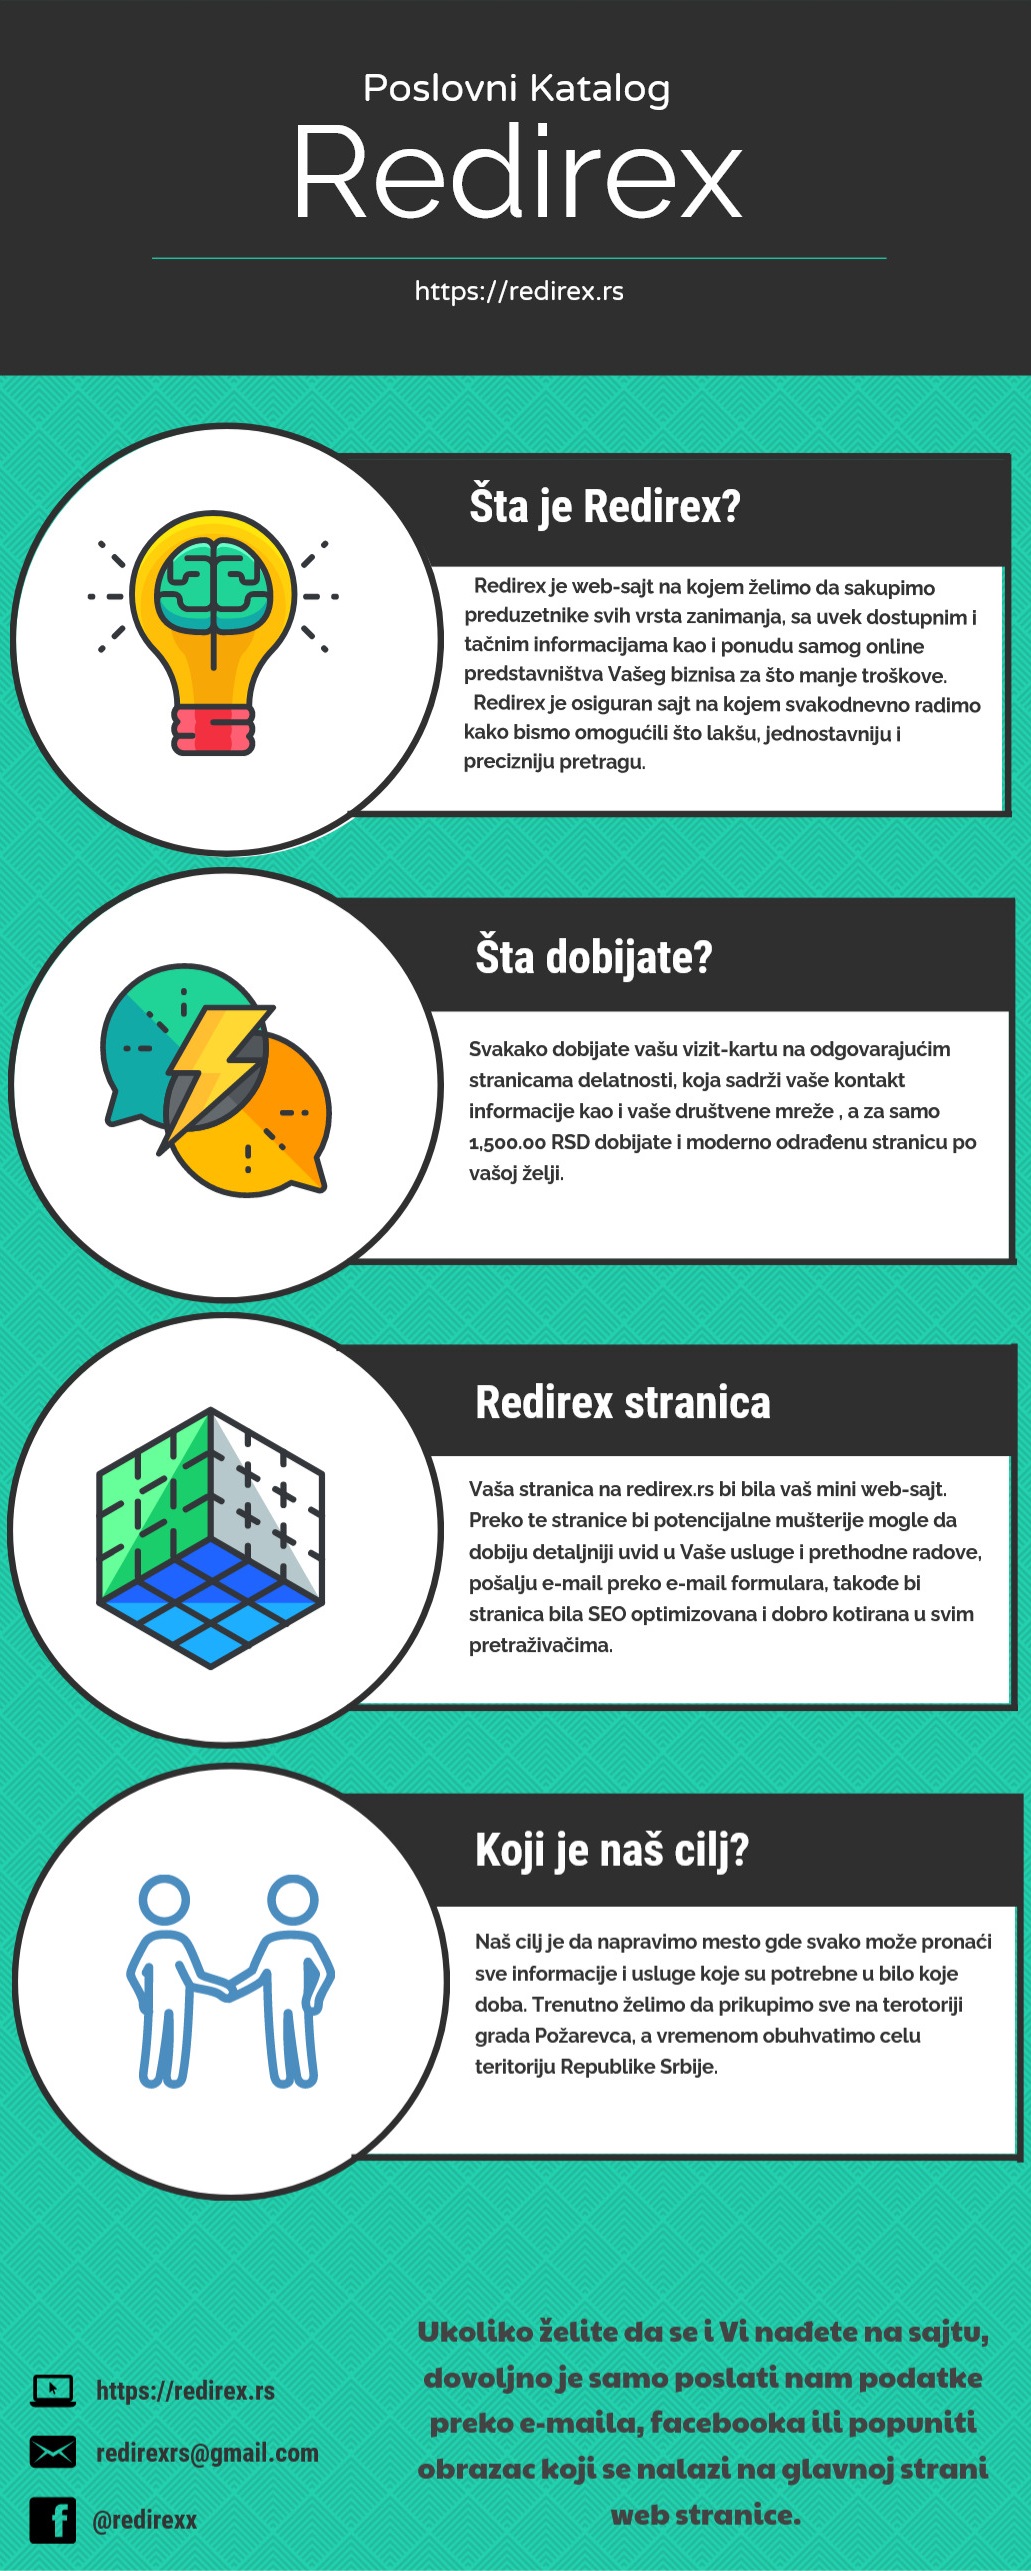 Poslovni Katalog
Redirex
https://redirex.rs
Šta je Redirex?
Redirex je web-sajt na kojem želimo da sakupimo
preduzetnike svih vrsta zanimanja, sa uvek dostupnim i
tačnim informacijama kao i ponudu samog online
predstavništva Vašeg biznisa za što manje troškove.
Redirex je osiguran sajt na kojem svakodnevno radimo
kako bismo omogućili što lakšu, jednostavniju i
precizniju pretragu.
Šta dobijate?
Svakako dobijate vašu vizit-kartu na odgovarajućim
stranicama delatnosti, koja sadrži vaše kontakt
informacije kao i vaše društvene mreže , a za samo
1,500.00 RSD dobijate i moderno odrađenu stranicu po
vašoj želji.
Redirex stranica
Vaša stranica na redirex.rs bi bila vaš mini web-sajt.
Preko te stranice bi potencijalne mušterije mogle da
dobiju detaljniji uvid u Vaše usluge i prethodne radove,
pošalju e-mail preko e-mail formulara, takođe bi
stranica bila SEO optimizovana i dobro kotirana u svim
pretraživačima.
Koji je naš cilj?
Naš cilj je da napravimo mesto gde svako može pronaći
sve informacije i usluge koje su potrebne u bilo koje
doba. Trenutno želimo da prikupimo sve na terotoriji
grada Požarevca, a vremenom obuhvatimo celu
teritoriju Republike Srbije.
Ukoliko želite da se i Vi nađete na sajtu,
dovoljno je samo poslati nam podatke
preko e-maila, facebooka ili popuniti
obrazac koji se nalazi na glavnoj strani
web stranice.
https://redirex.rs
redirexrs@gmail.com
@redirexx